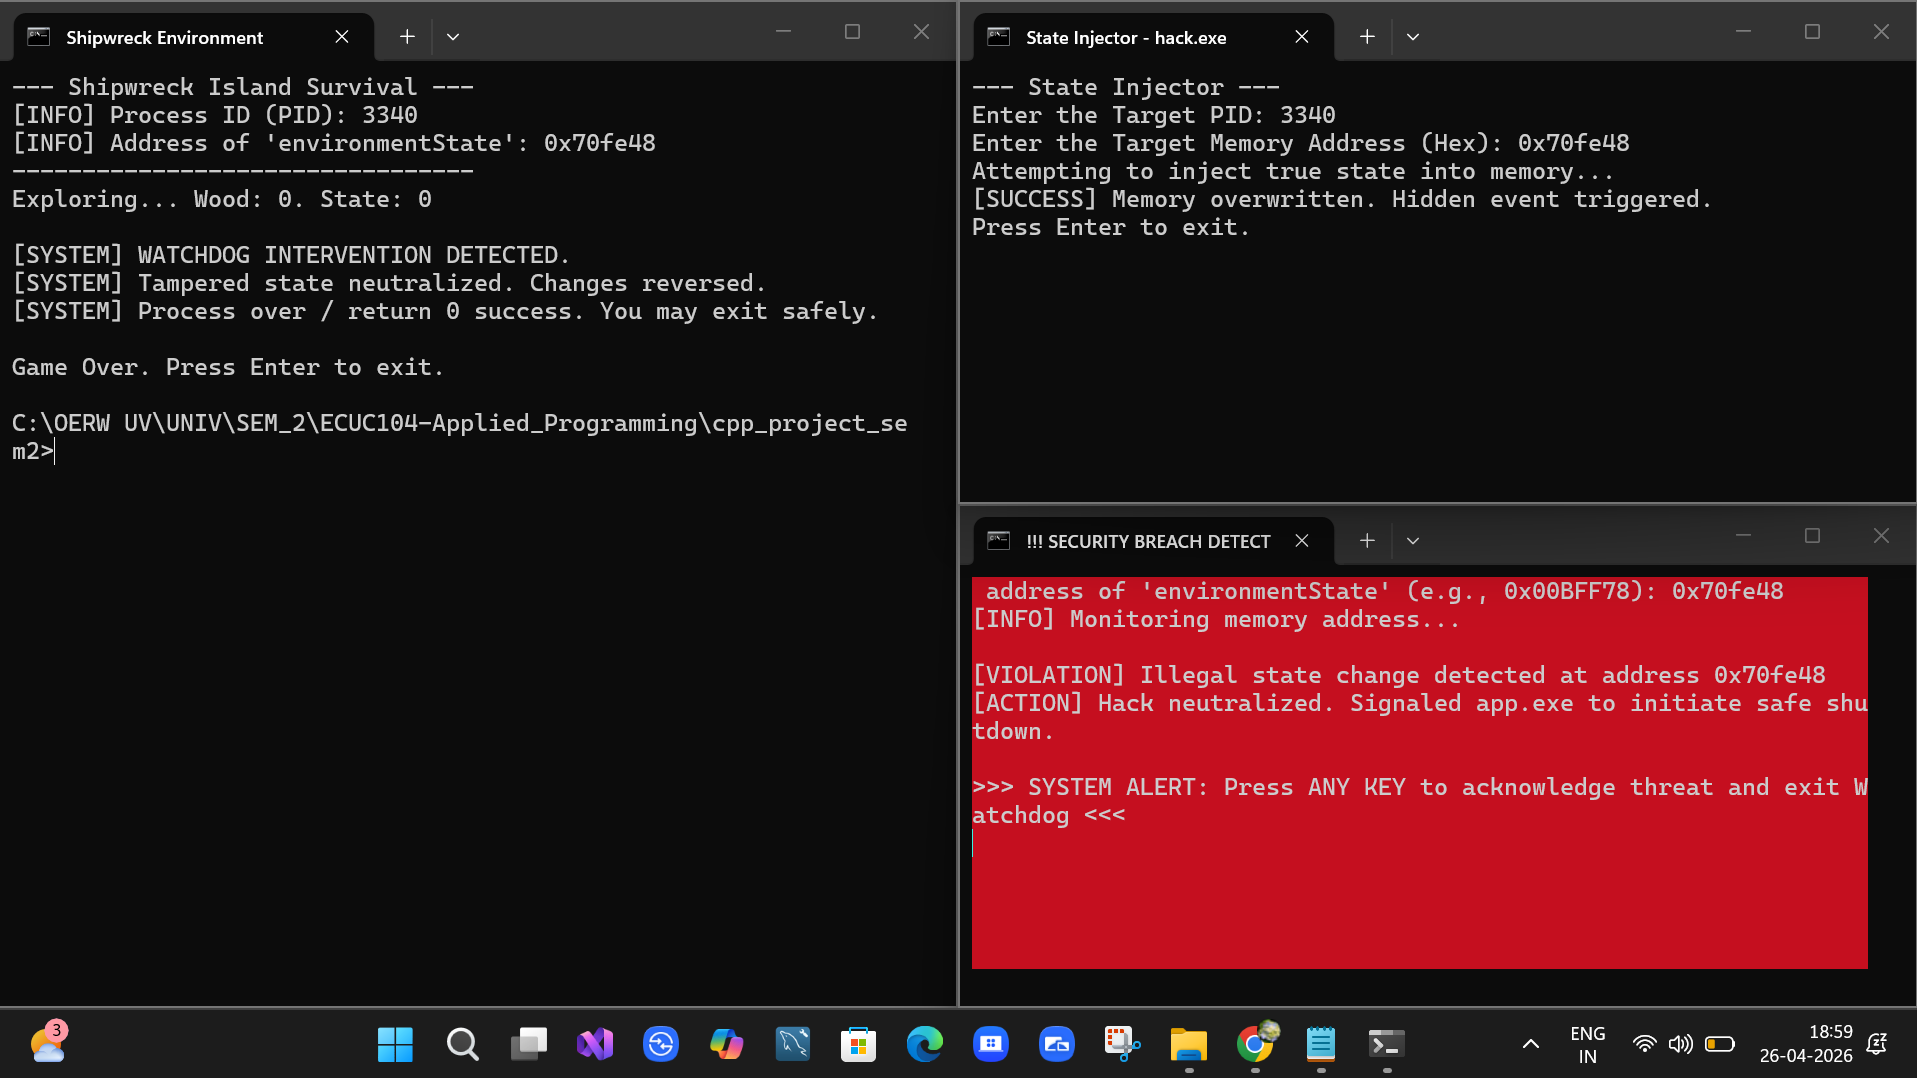 Shipwreck Environment
--- Shipwreck Island Survival ---
[INFO] Process ID (PID): 3340
[INFO] Address of 'environmentState': 0x70fe48
---------------------------------
Exploring... Wood: 0. State: 0
[SYSTEM] WATCHDOG INTERVENTION DETECTED.
[SYSTEM] Tampered state neutralized. Changes reversed.
[SYSTEM] Process over / return 0 success. You may exit safely.
Game Over. Press Enter to exit.
C:\OERW UV\UNIV\SEM_2\ECUC104-Applied_Programming\cpp_project_se
m2>
State Injector - hack.exe
--- State Injector ---
Enter the Target PID: 3340
Enter the Target Memory Address (Hex): 0x70fe48
Attempting to inject true state into memory...
[SUCCESS] Memory overwritten. Hidden event triggered.
Press Enter to exit.
!!! SECURITY BREACH DETECT
address of 'environmentState' (e.g., 0x00BFF78): 0x70fe48
[INFO] Monitoring memory address...
[VIOLATION] Illegal state change detected at address 0x70fe48
[ACTION] Hack neutralized. Signaled app.exe to initiate safe shu
tdown.
>>> SYSTEM ALERT: Press ANY KEY to acknowledge threat and exit W
atchdog <<<
3
ENG
IN
18:59
26-04-2026